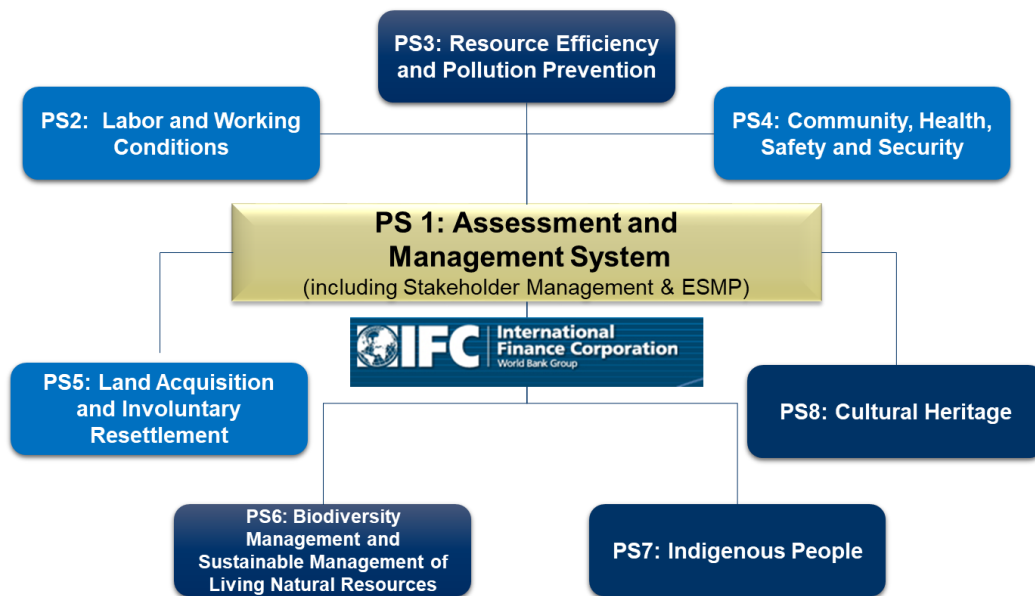 PS3: Resource Efficiency
and Pollution Prevention
PS2: Labor and Working
Conditions
PS4: Community, Health,
Safety and Security
PS 1: Assessment and
Management System
(including Stakeholder Management & ESMP)
IFC
International
Finance Corporation
World Bank Group
PS5: Land Acquisition
and Involuntary
Resettlement
PS8: Cultural Heritage
PS6: Biodiversity
Management and
Sustainable Management of
Living Natural Resources
PS7: Indigenous People